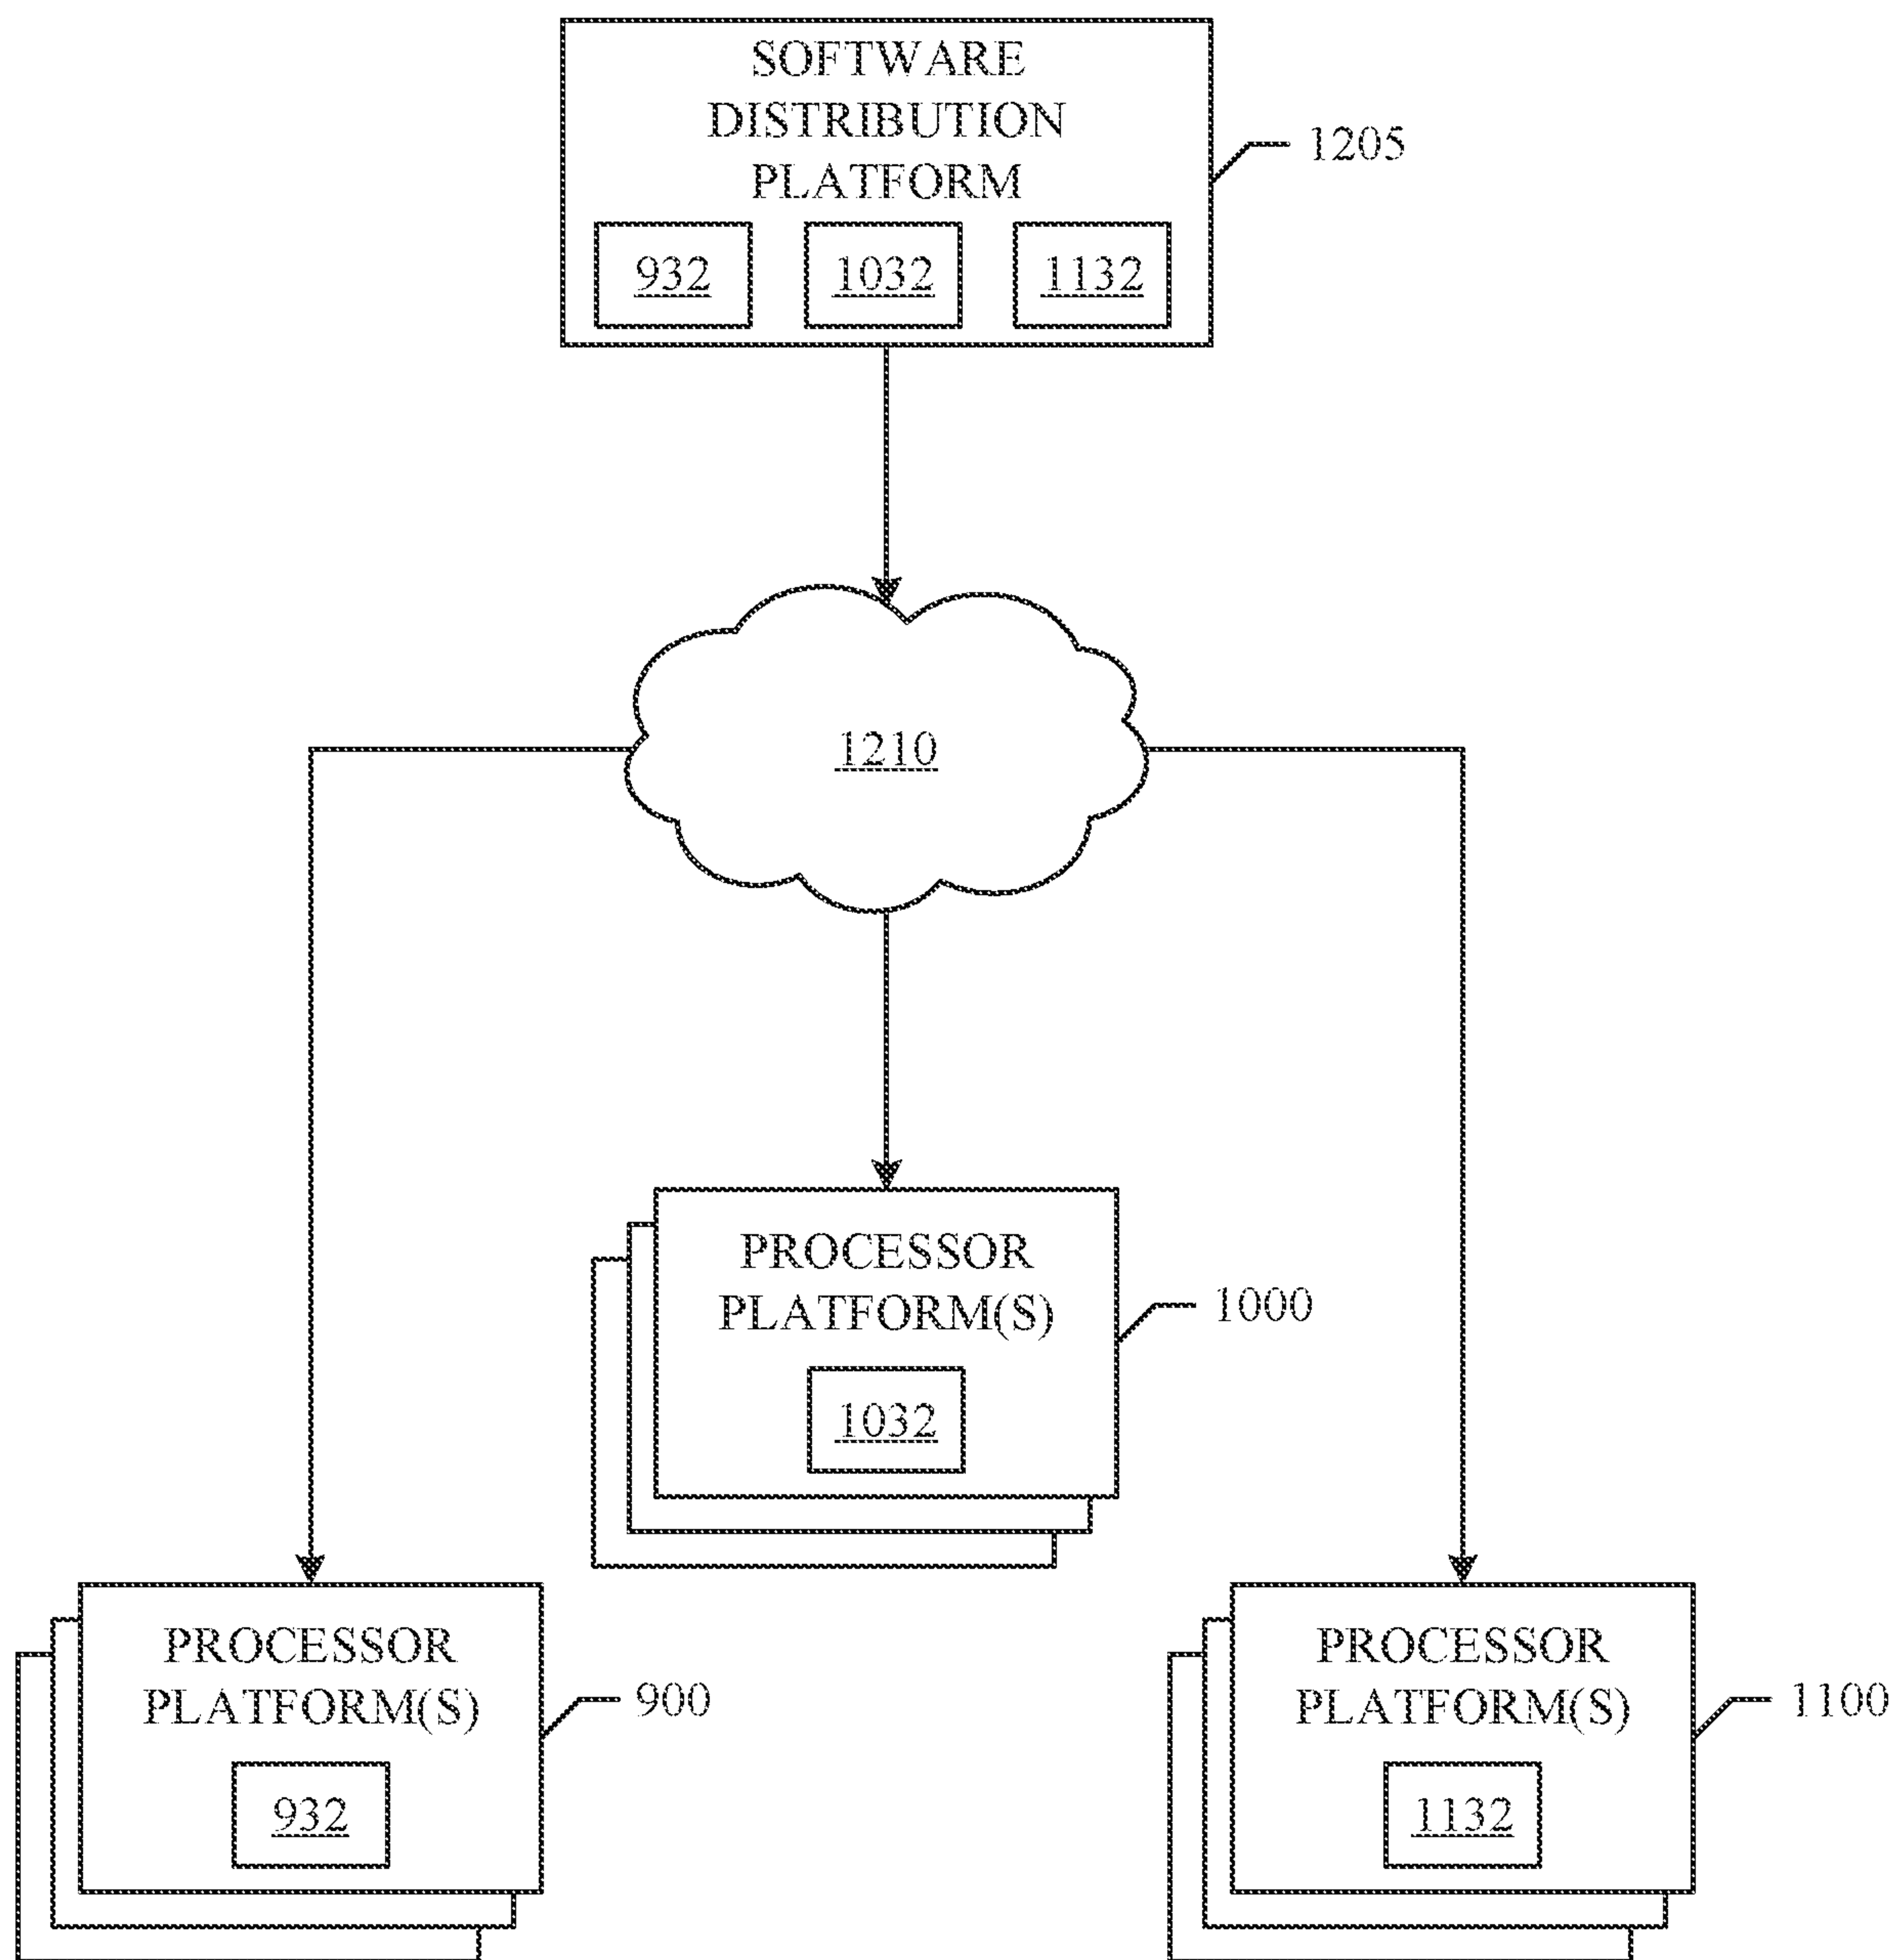 SOFTWARE
DISTRIBUTION
PLATFORM
1205
932 1032 1132
1210
PROCESSOR
PLATFORM(S)
1000
1032
PROCESSOR
PLATFORM(S)
900
932
PROCESSOR
PLATFORM(S)
1100
1132